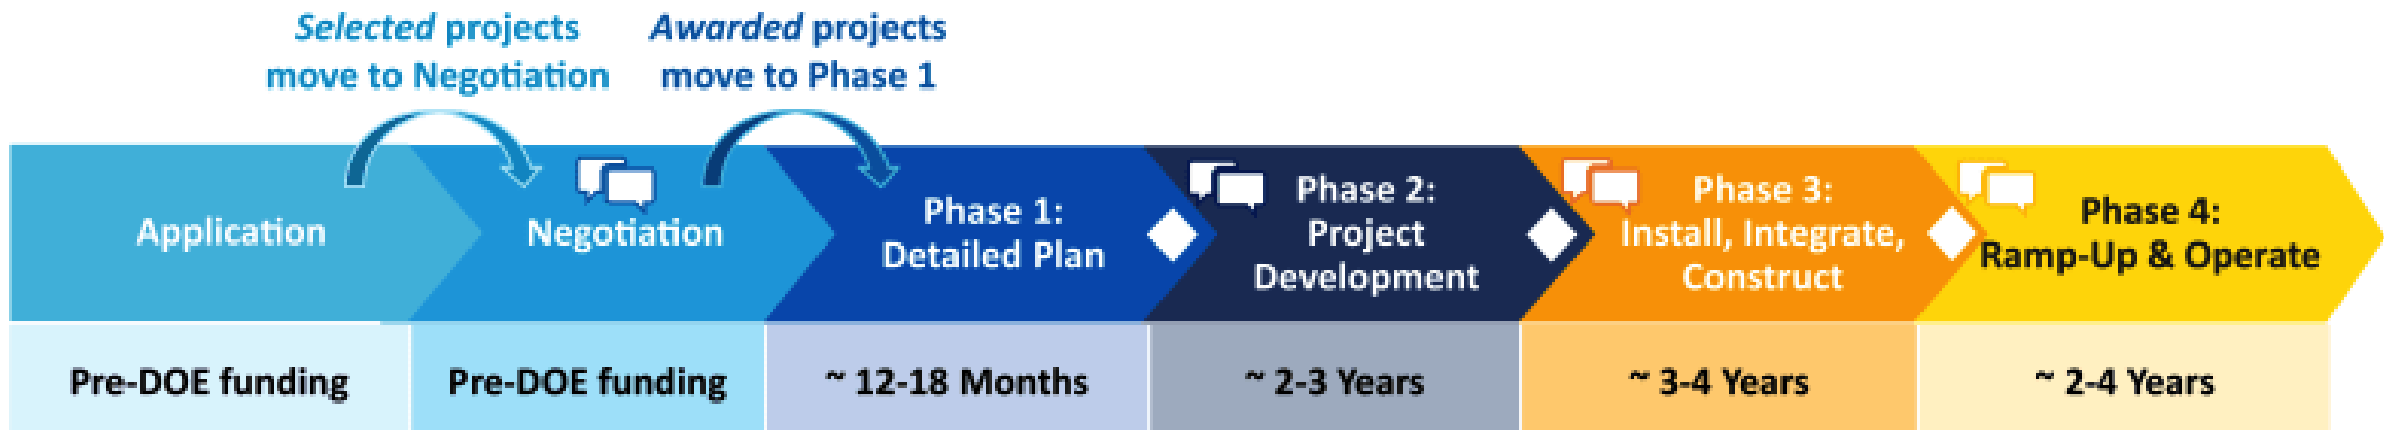 Selected projects
move to Negotiation
Awarded projects
move to Phase 1
Application
Negotiation
Phase 1:
Detailed Plan
Phase 2:
Project
Development
Phase 3:
Install, Integrate,
Construct
Phase 4:
Ramp-Up & Operate
Pre-DOE funding
Pre-DOE funding
~ 12-18 Months
~ 2-3 Years
~ 3-4 Years
~ 2-4 Years